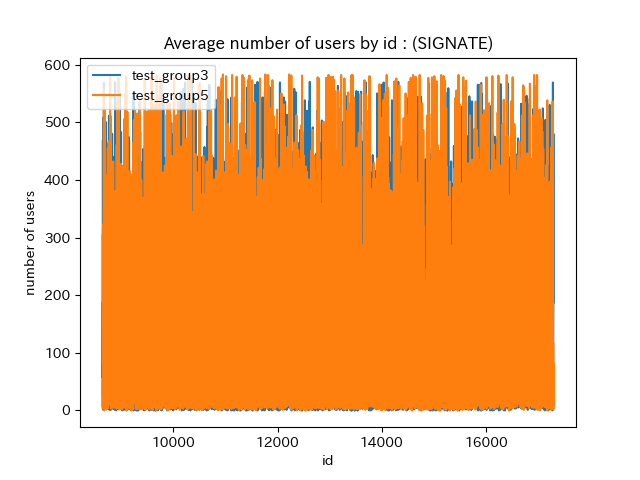 Average number of users by id : (SIGNATE)
600
500
400
300
200
100
0
number of users
test_group3
test_group5
10000
12000
14000
16000
id